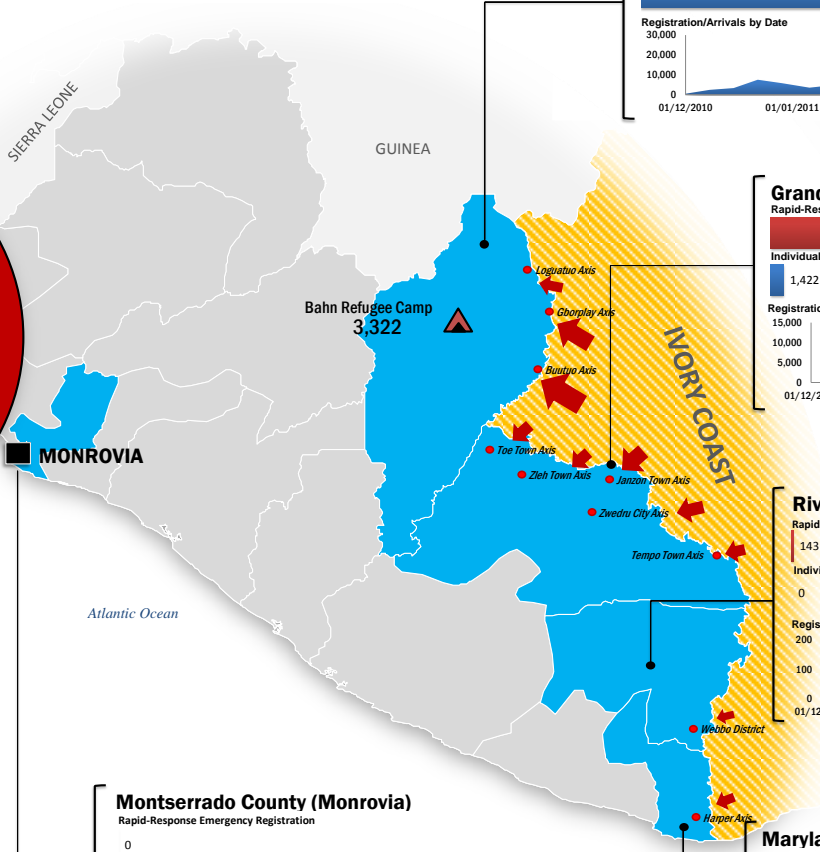 Registration/Arrivals by Date
30,000
20,000
10,000
0
01/12/2010
01/01/2011
SIERRA LEONE
GUINEA
Grand
Rapid-Res
Individual
1,422
Registratio
15,000
10,000
5,000
0
01/12/2
Loguatuo Axis
Gborplay Axis
Bahn Refugee Camp
3,322
Buutuo Axis
IVORY COAST
MONROVIA
Toe Town Axis
Zleh Town Axis
Janzon Town Axis
Zwedru City Axis
Tempo Town Axis
Riv
Rapid
143
Indivi
0
Regis
200
100
0
01/12
Atlantic Ocean
Webbo District
Harper Axis
Montserrado County (Monrovia)
Rapid-Response Emergency Registration
0
Maryla